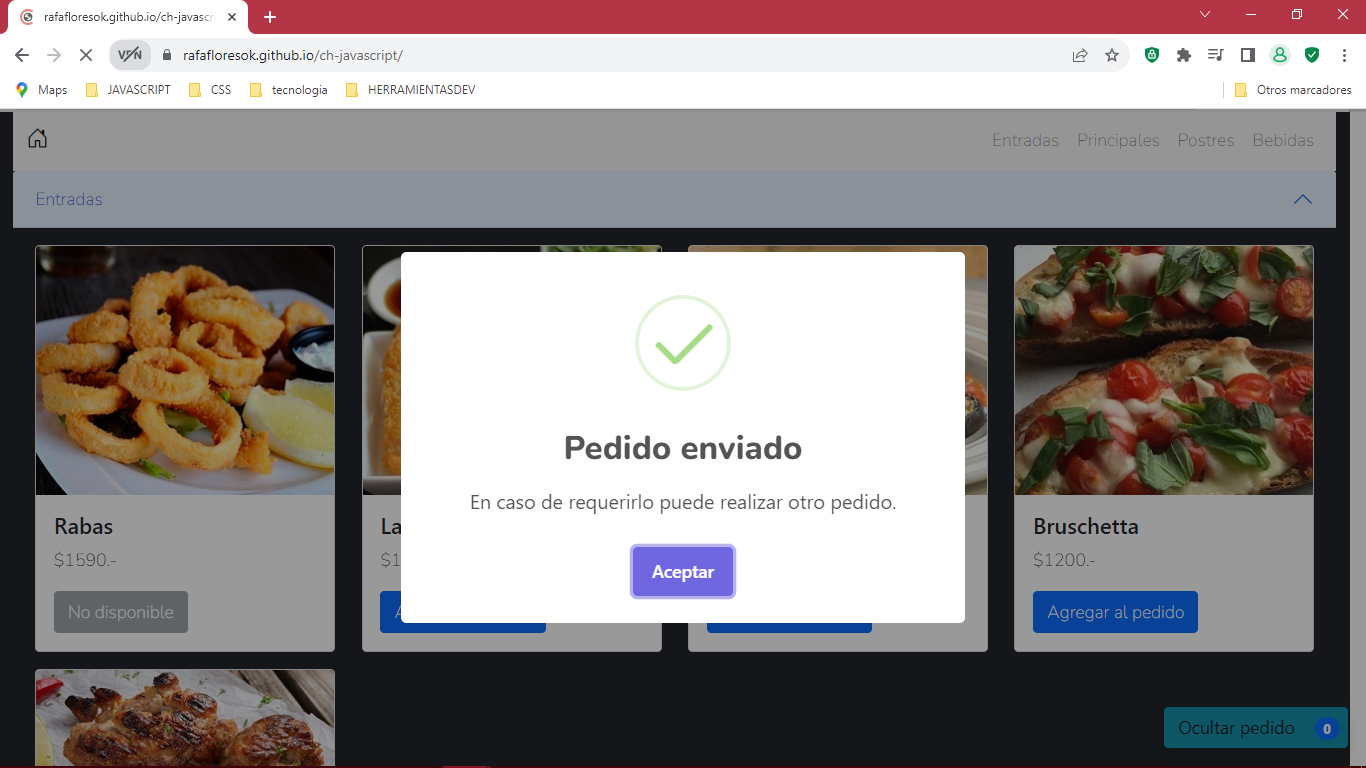 rafafloresok.github.io/ch-javascr
VPN
rafafloresok.github.io/ch-javascript/
Maps
JAVASCRIPT
CSS
tecnologia
HERRAMIENTASDEV
Otros marcadores
Entradas Principales Postres Bebidas
Entradas
Pedido enviado
En caso de requerirlo puede realizar otro pedido.
Aceptar
Rabas
$1590.-
No disponible
La
$1
A
Bruschetta
$1200.-
Agregar al pedido
Ocultar pedido 0